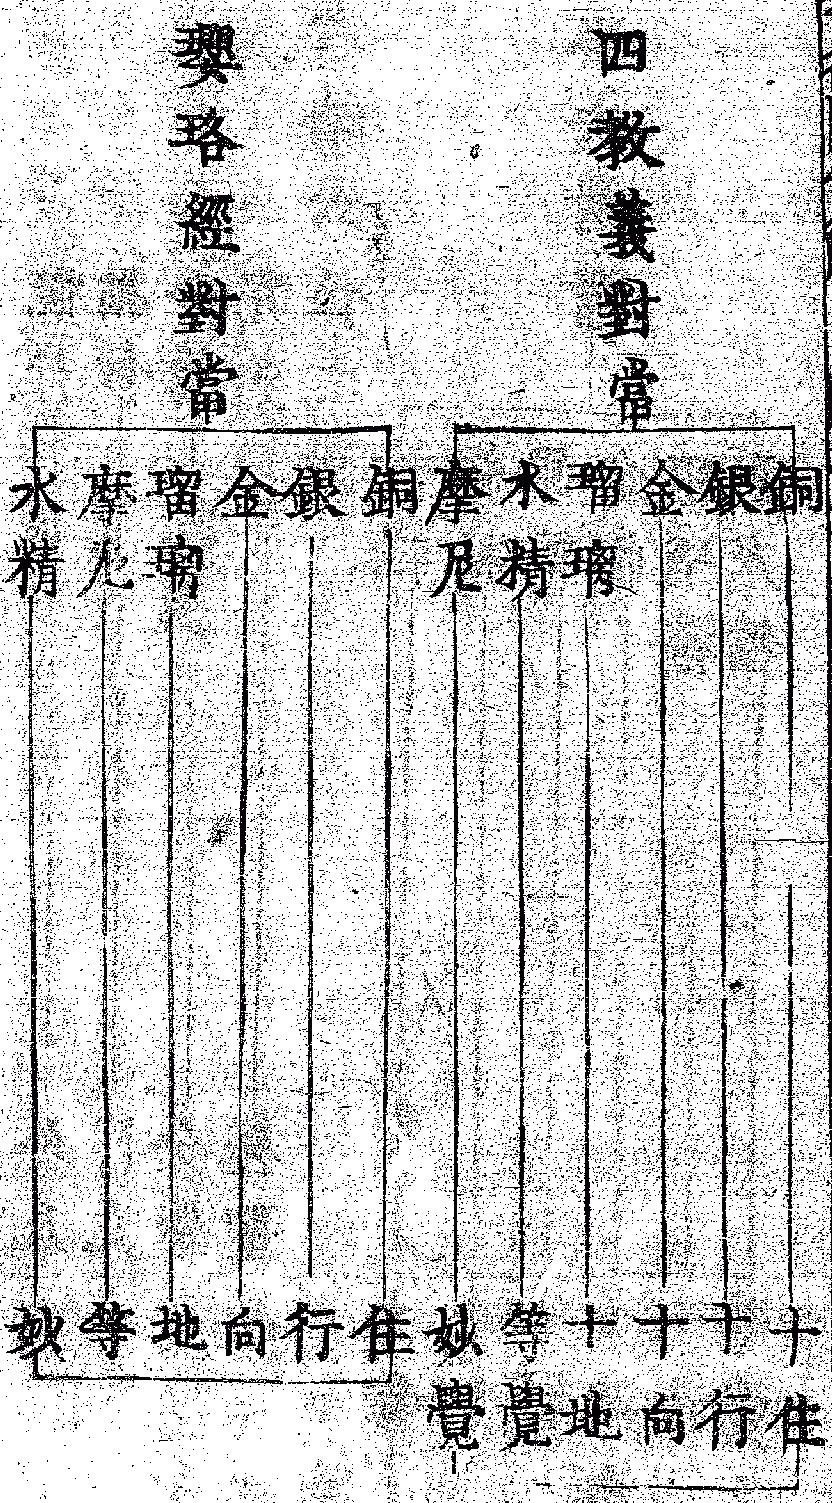 四教義對當
銅　十住
銀　十行
金　十向
瑠璃　十地
水精　等覺
摩尼　妙覺
瓔珞經對當
銅　住
銀　行
金　向
瑠璃　地
摩尼　等
水精　妙